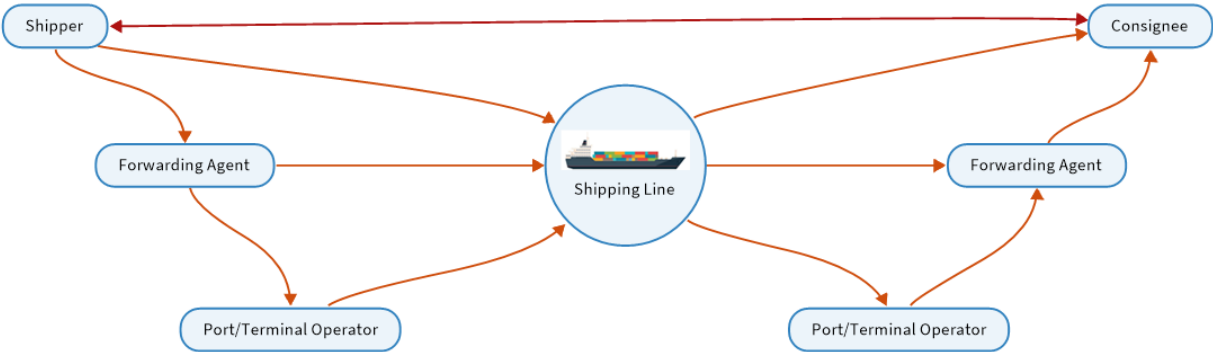 Shipper
Consignee
Forwarding Agent
Shipping Line
Forwarding Agent
Port/Terminal Operator
Port/Terminal Operator